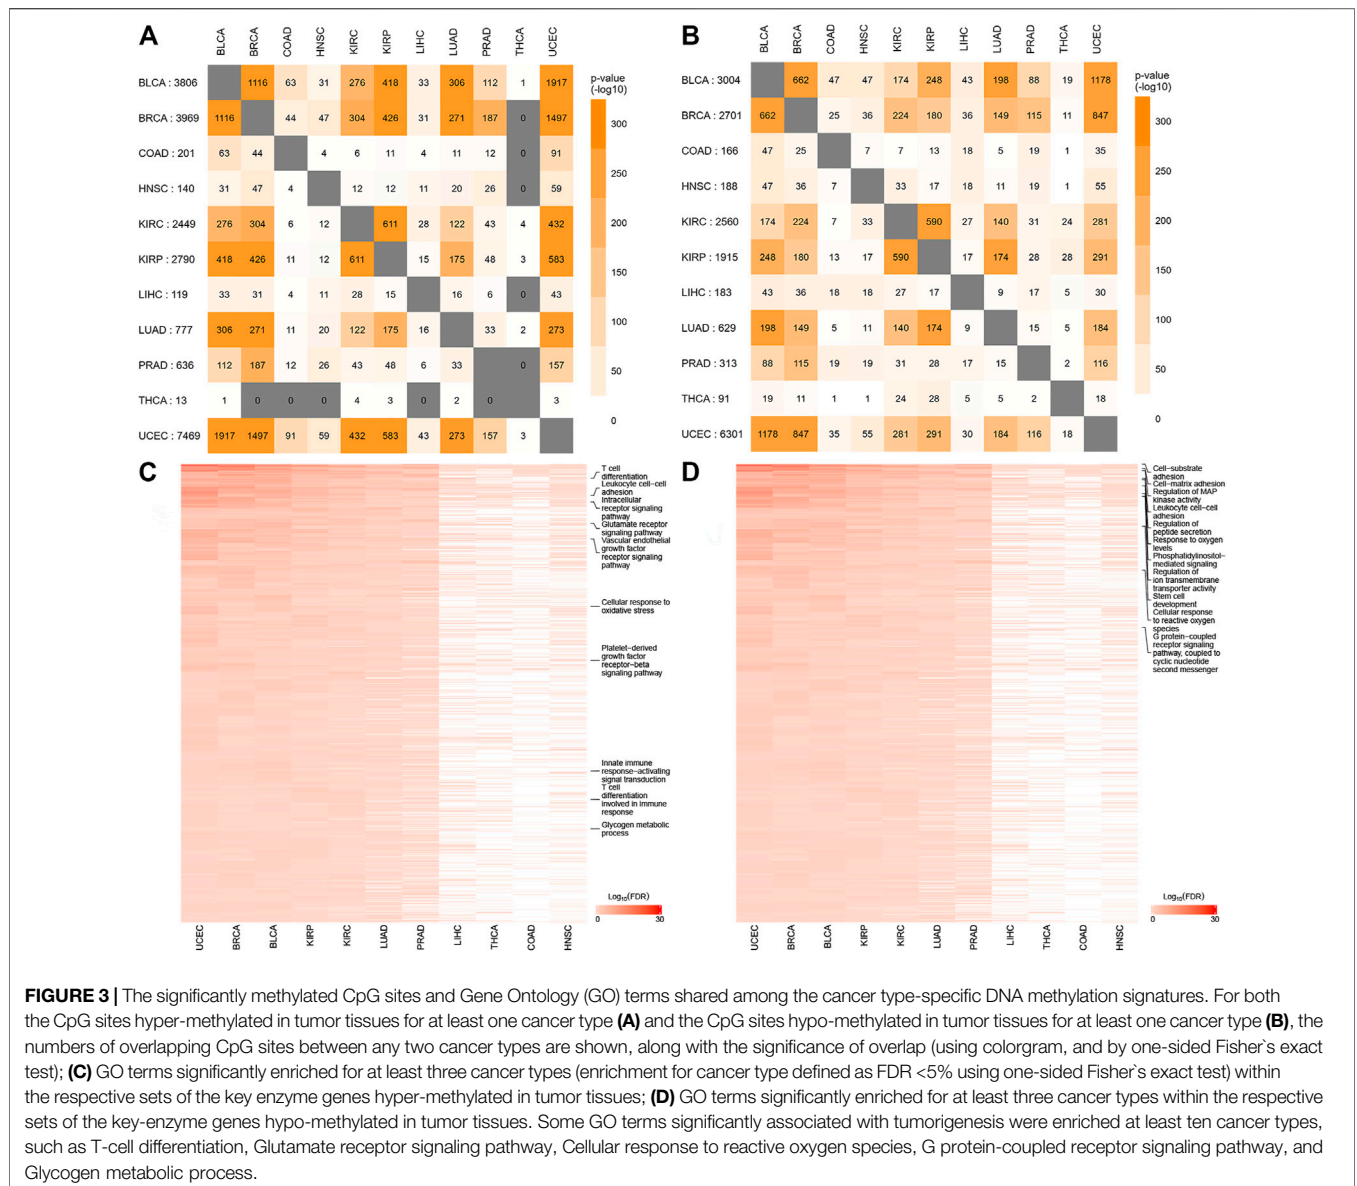 A
BLCA BRCA COAD HNSC KIRC KIRP LIHC LUAD PRAD THCA UCEC
BLCA : 3806 1116 63 31 276 418 33 306 112 1 1917
BRCA : 3969 1116 44 47 304 426 31 271 187 0 1497
COAD : 201 63 44 4 6 11 4 11 12 0 91
HNSC : 140 31 47 4 12 12 11 20 26 0 59
KIRC : 2449 276 304 6 12 611 28 122 43 4 432
KIRP : 2790 418 426 11 12 611 15 175 48 3 583
LIHC : 119 33 31 4 11 28 15 16 6 0 43
LUAD : 777 306 271 11 20 122 175 16 33 2 273
PRAD : 636 112 187 12 26 43 48 6 33 0 157
THCA : 13 1 0 0 0 4 3 0 2 0 3
UCEC : 7469 1917 1497 91 59 432 583 43 273 157 3
p-value
(-log10)
300
250
200
150
100
50
0
B
BLCA BRCA COAD HNSC KIRC KIRP LIHC LUAD PRAD THCA UCEC
BLCA : 3004 662 47 47 174 248 43 198 88 19 1178
BRCA : 2701 662 25 36 224 180 36 149 115 11 847
COAD : 166 47 25 7 7 13 18 5 19 1 35
HNSC : 188 47 36 7 33 17 18 11 19 1 55
KIRC : 2560 174 224 7 33 590 27 140 31 24 281
KIRP : 1915 248 180 13 17 590 17 174 28 28 291
LIHC : 183 43 36 18 18 27 17 9 17 5 30
LUAD : 629 198 149 5 11 140 174 9 15 5 184
PRAD : 313 88 115 19 19 31 28 17 15 2 116
THCA : 91 19 11 1 1 24 28 5 5 2 18
UCEC : 6301 1178 847 35 55 281 291 30 184 116 18
p-value
(-log10)
300
250
200
150
100
50
0
C
T cell
differentiation
Leukocyte cell−cell
adhesion
Intracellular
receptor signaling
pathway
Glutamate receptor
signaling pathway
Vascular endothelial
growth factor
receptor signaling
pathway
Cellular response to
oxidative stress
Platelet−derived
growth factor
receptor−beta
signaling pathway
Innate immune
response−activating
signal transduction
T cell
differentiation
involved in immune
response
Glycogen metabolic
process
Log10(FDR)
0 30
UCEC BRCA BLCA KIRP KIRC LUAD PRAD LIHC THCA COAD HNSC
D
Cell−substrate
adhesion
Cell−matrix adhesion
Regulation of MAP
kinase activity
Leukocyte cell−cell
adhesion
Regulation of
peptide secretion
Response to oxygen
levels
Phosphatidylinositol−
mediated signaling
Regulation of
ion transmembrane
transporter activity
Stem cell
development
Cellular response
to reactive oxygen
species
G protein−coupled
receptor signaling
pathway, coupled to
cyclic nucleotide
second messenger
Log10(FDR)
0 30
UCEC BRCA BLCA KIRP KIRC LUAD PRAD LIHC THCA COAD HNSC
FIGURE 3 | The significantly methylated CpG sites and Gene Ontology (GO) terms shared among the cancer type-specific DNA methylation signatures. For both
the CpG sites hyper-methylated in tumor tissues for at least one cancer type (A) and the CpG sites hypo-methylated in tumor tissues for at least one cancer type (B), the
numbers of overlapping CpG sites between any two cancer types are shown, along with the significance of overlap (using colorgram, and by one-sided Fisher`s exact
test); (C) GO terms significantly enriched for at least three cancer types (enrichment for cancer type defined as FDR <5% using one-sided Fisher`s exact test) within
the respective sets of the key enzyme genes hyper-methylated in tumor tissues; (D) GO terms significantly enriched for at least three cancer types within the respective
sets of the key-enzyme genes hypo-methylated in tumor tissues. Some GO terms significantly associated with tumorigenesis were enriched at least ten cancer types,
such as T-cell differentiation, Glutamate receptor signaling pathway, Cellular response to reactive oxygen species, G protein-coupled receptor signaling pathway, and
Glycogen metabolic process.